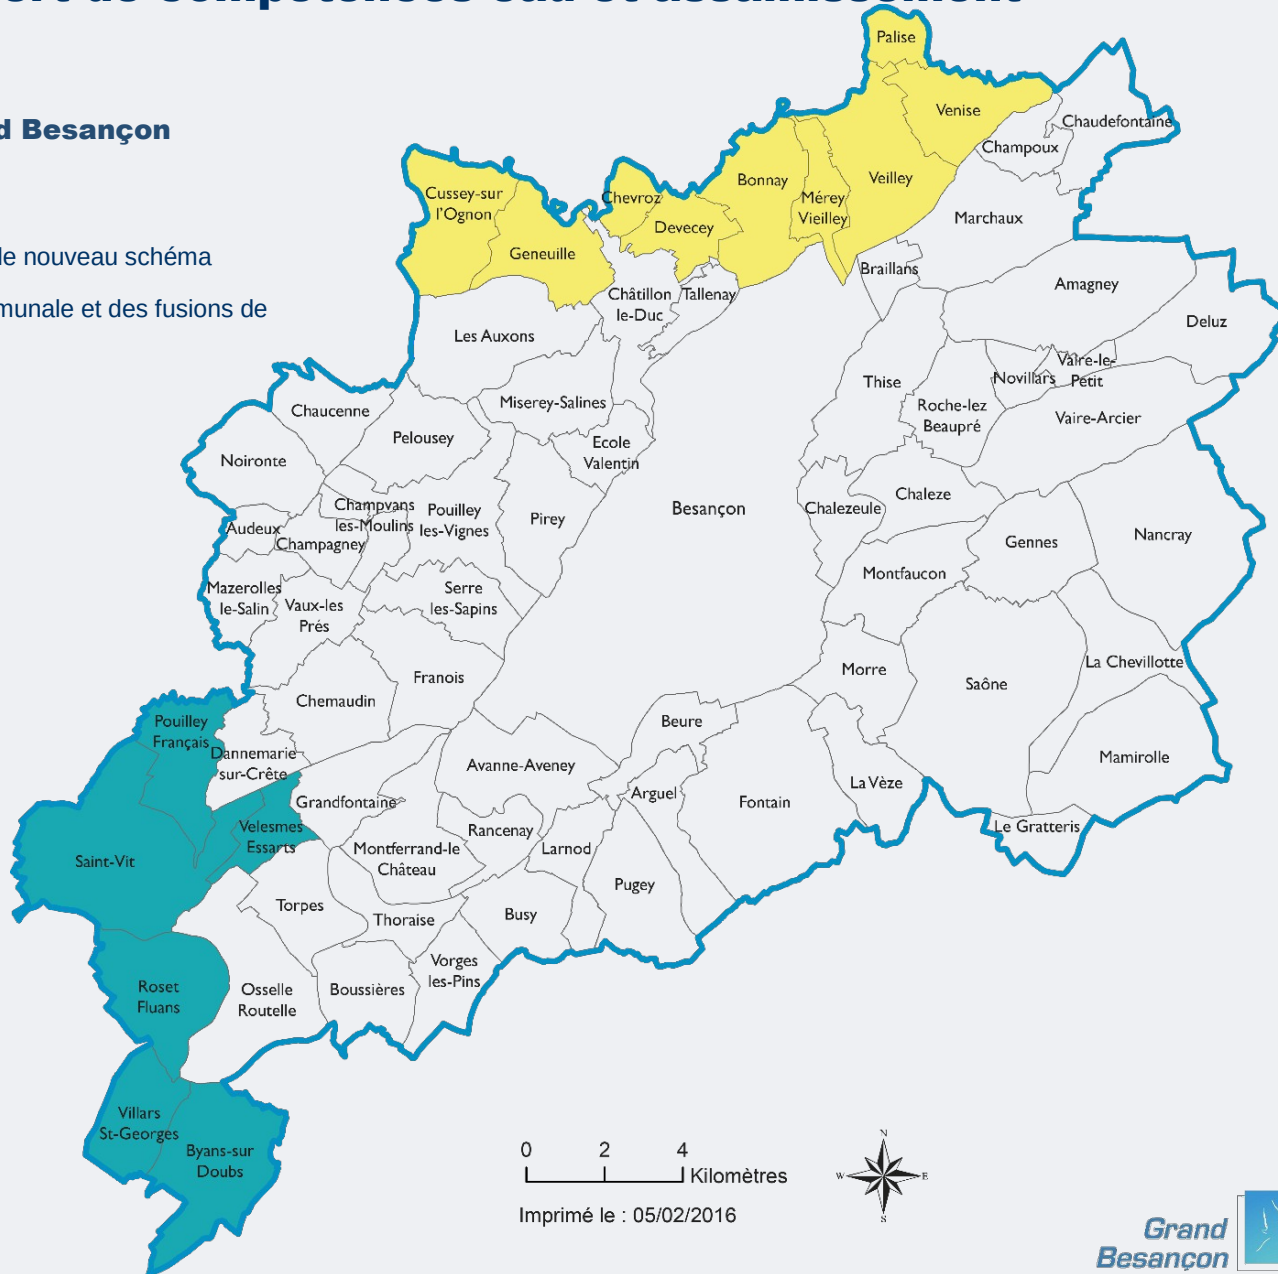 ert de compétences eau et assainissement
d Besançon
le nouveau schéma
munale et des fusions de
Palise
Venise
Chaudefontaine
Champoux
Cussey-sur
l'Ognon
Chevroz
Bonnay
Mérey
Vieilley
Veilley
Devecey
Geneuille
Marchaux
Braillans
Amagney
Châtillon
le-Duc
Tallenay
Deluz
Les Auxons
Vaire-le-
Petit
Novillars
Thise
Roche-lez
Beaupré
Vaire-Arcier
Miserey-Salines
Chaucenne
Pelousey
Ecole
Valentin
Noironte
Champvans
les-Moulins
Pouilley
les-Vignes
Pirey
Besançon
Chalezeule
Chaleze
Audeux
Champagney
Gennes
Nancray
Montfaucon
Mazerolles
le-Salin
Vaux-les
Prés
Serre
les-Sapins
Franois
Morre
Saône
La Chevillotte
Chemaudin
Pouilley
Français
Dannemarie
sur-Crête
Beure
Avanne-Aveney
Mamirolle
Grandfontaine
Arguel
Fontain
La Vèze
Velesmes
Essarts
Rancenay
Le Gratteris
Saint-Vit
Montferrand-le
Château
Larnod
Pugey
Torpes
Thoraise
Busy
Roset
Fluans
Osselle
Routelle
Boussières
Vorges
les-Pins
Villars
St-Georges
Byans-sur
Doubs
0 2 4
Kilomètres
Imprimé le : 05/02/2016
N
W E
S
Grand
Besançon